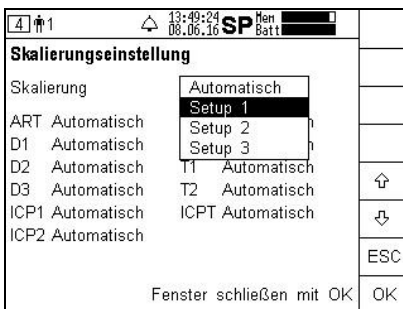 4 1 13:49:24 08.06.16 SP Mem Batt
Skalierungseinstellung
Skalierung
Automatisch
Setup 1
Setup 2
Setup 3
ART Automatisch
D1 Automatisch
D2 Automatisch T1 Automatisch
D3 Automatisch T2 Automatisch
ICP1 Automatisch ICPT Automatisch
ICP2 Automatisch
ESC
Fenster schließen mit OK OK